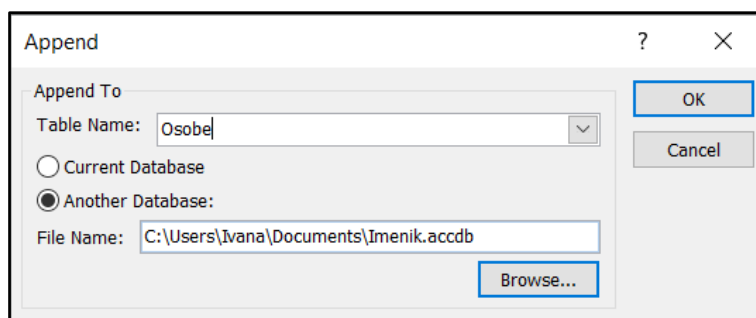 Append
?
Append To
Table Name: Osobe
OK
Current Database
Cancel
Another Database:
File Name: C:\Users\Ivana\Documents\Imenik.accdb
Browse...